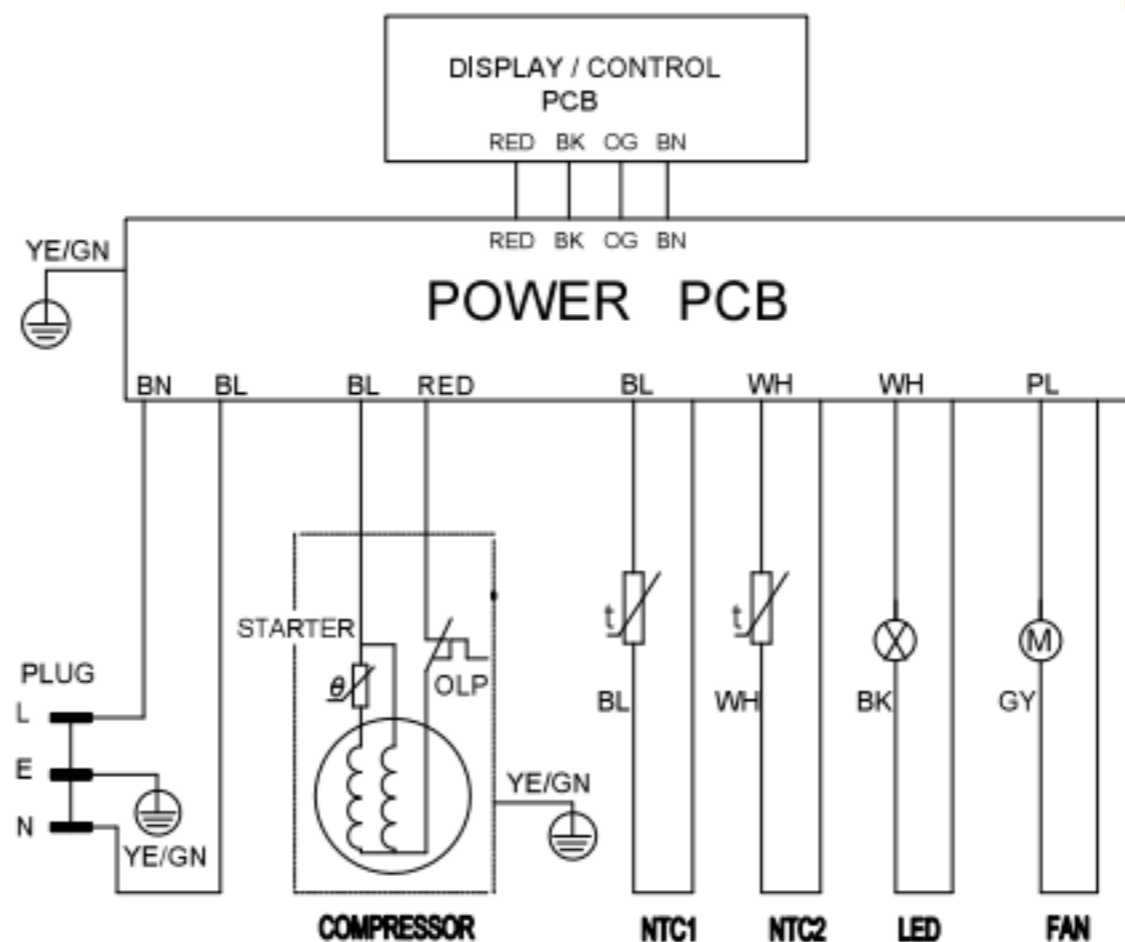 DISPLAY / CONTROL
PCB
RED BK OG BN
RED BK OG BN
YE/GN
POWER PCB
BN BL BL RED BL WH WH PL
STARTER
θ
OLP
t
t
M
PLUG
L
E
N
YE/GN
YE/GN
BL
WH
BK
GY
COMPRESSOR NTC1 NTC2 LED FAN